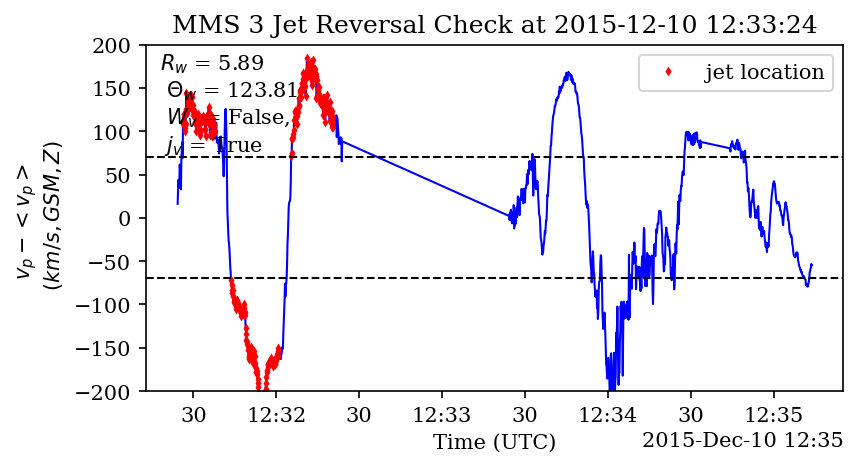 MMS 3 Jet Reversal Check at 2015-12-10 12:33:24
R_w = 5.89
Θ_w = 123.81,
W_v = False,
j_v = True
jet location
v_p - < v_p >
(km/s, GSM, Z)
200
150
100
50
0
−50
−100
−150
−200
30 12:32 30 12:33 30 12:34 30 12:35
Time (UTC)
2015-Dec-10 12:35